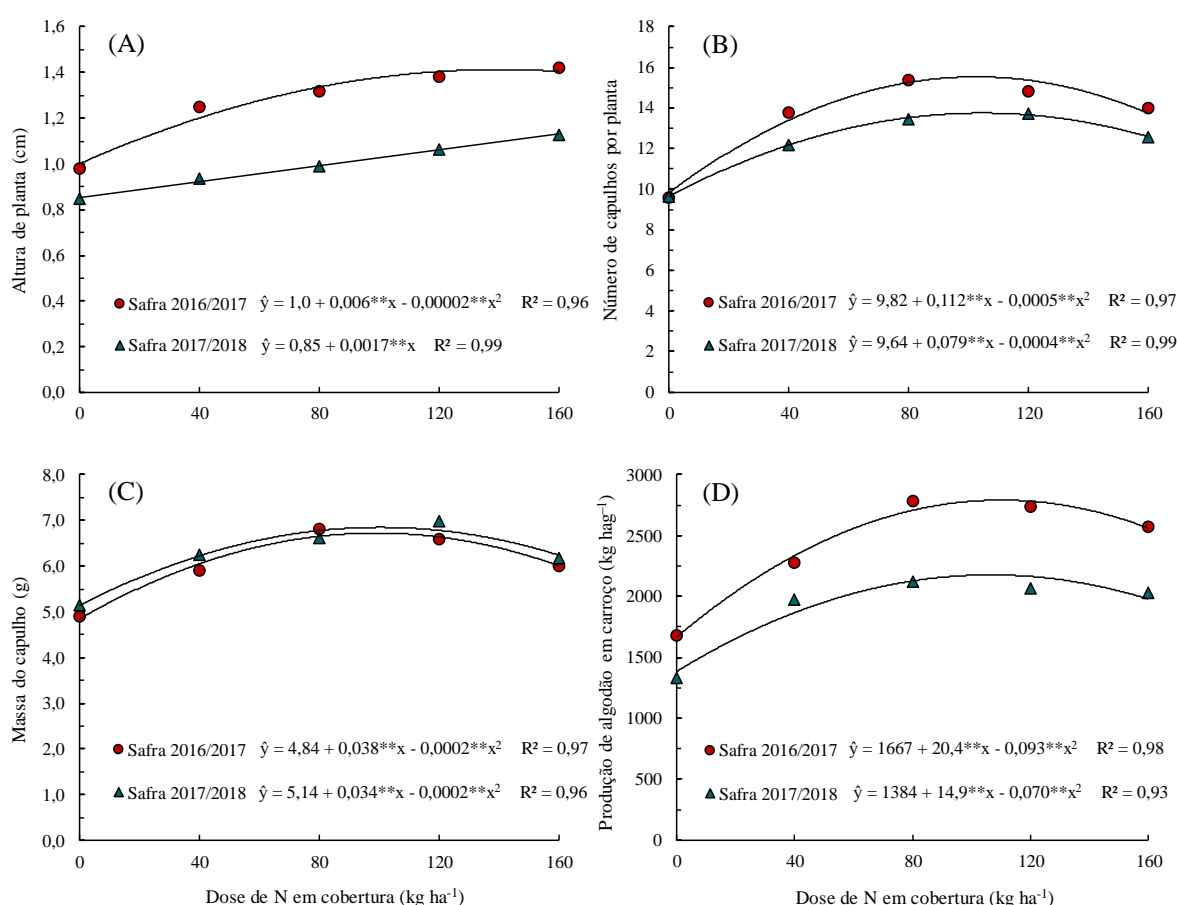 (A)
Altura de planta (cm)
1,6
1,4
1,2
1,0
0,8
0,6
0,4
0,2
0,0
Safra 2016/2017 ŷ = 1,0 + 0,006**x - 0,00002**x² R² = 0,96
Safra 2017/2018 ŷ = 0,85 + 0,0017**x R² = 0,99
0 40 80 120 160
(B)
Número de capulhos por planta
18
16
14
12
10
8
6
4
2
0
Safra 2016/2017 ŷ = 9,82 + 0,112**x - 0,0005**x² R² = 0,97
Safra 2017/2018 ŷ = 9,64 + 0,079**x - 0,0004**x² R² = 0,99
0 40 80 120 160
(C)
Massa do capulho (g)
8,0
7,0
6,0
5,0
4,0
3,0
2,0
1,0
0,0
Safra 2016/2017 ŷ = 4,84 + 0,038**x - 0,0002**x² R² = 0,97
Safra 2017/2018 ŷ = 5,14 + 0,034**x - 0,0002**x² R² = 0,96
0 40 80 120 160
Dose de N em cobertura (kg ha⁻¹)
(D)
Produção de algodão em carroço (kg hag⁻¹)
3000
2500
2000
1500
1000
500
0
Safra 2016/2017 ŷ = 1667 + 20,4**x - 0,093**x² R² = 0,98
Safra 2017/2018 ŷ = 1384 + 14,9**x - 0,070**x² R² = 0,93
0 40 80 120 160
Dose de N em cobertura (kg ha⁻¹)